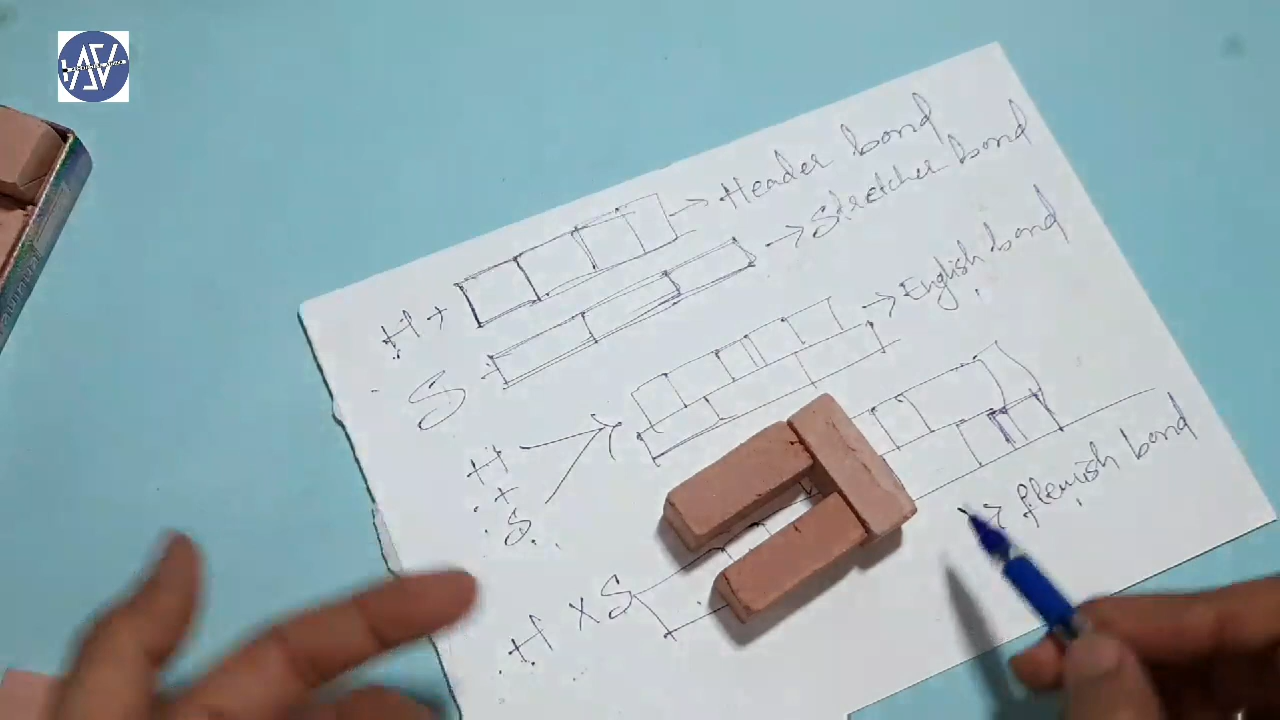 H → Header bond
S → Stretcher bond
H
+
S → English bond
H x S → flemish bond